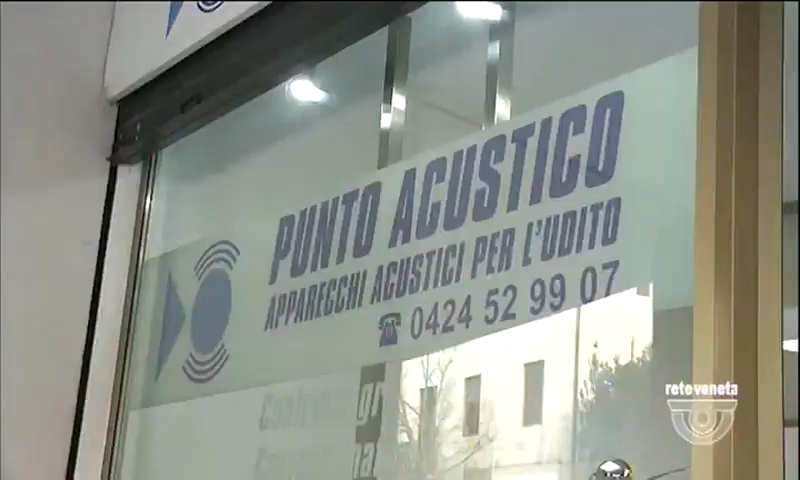 PUNTO ACUSTICO
APPARECCHI ACUSTICI PER L'UDITO
0424 52 99 07
reteveneta